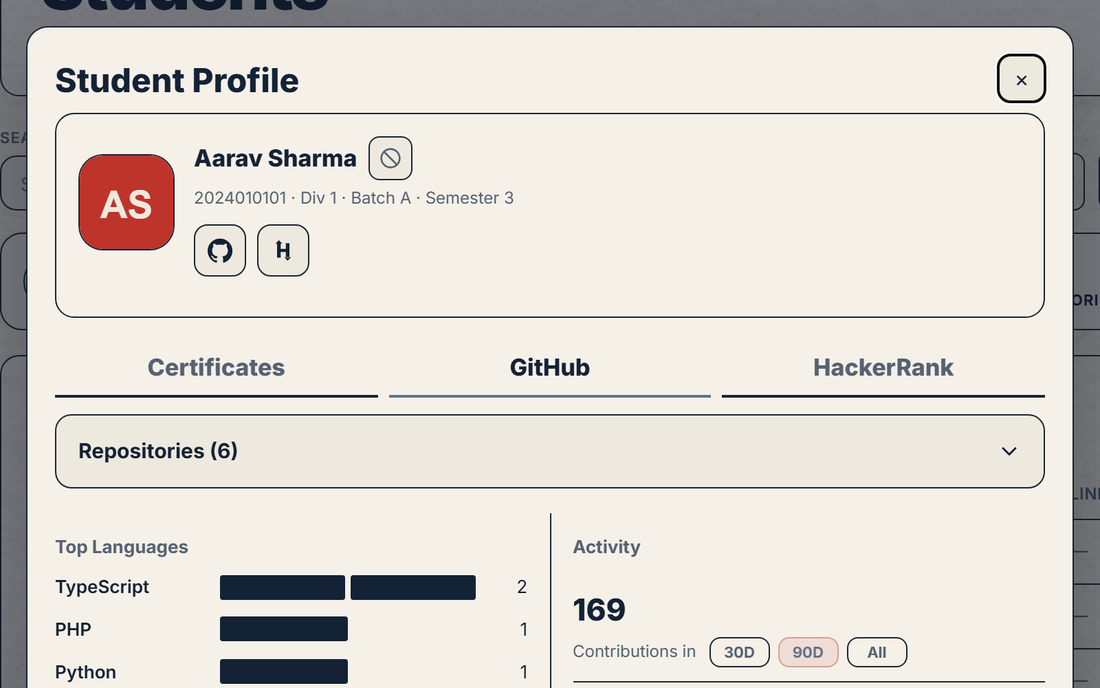 Students
Student Profile
×
AS
Aarav Sharma
2024010101 · Div 1 · Batch A · Semester 3
Certificates
GitHub
HackerRank
Repositories (6)
Top Languages
TypeScript 2
PHP 1
Python 1
Activity
169
Contributions in 30D 90D All